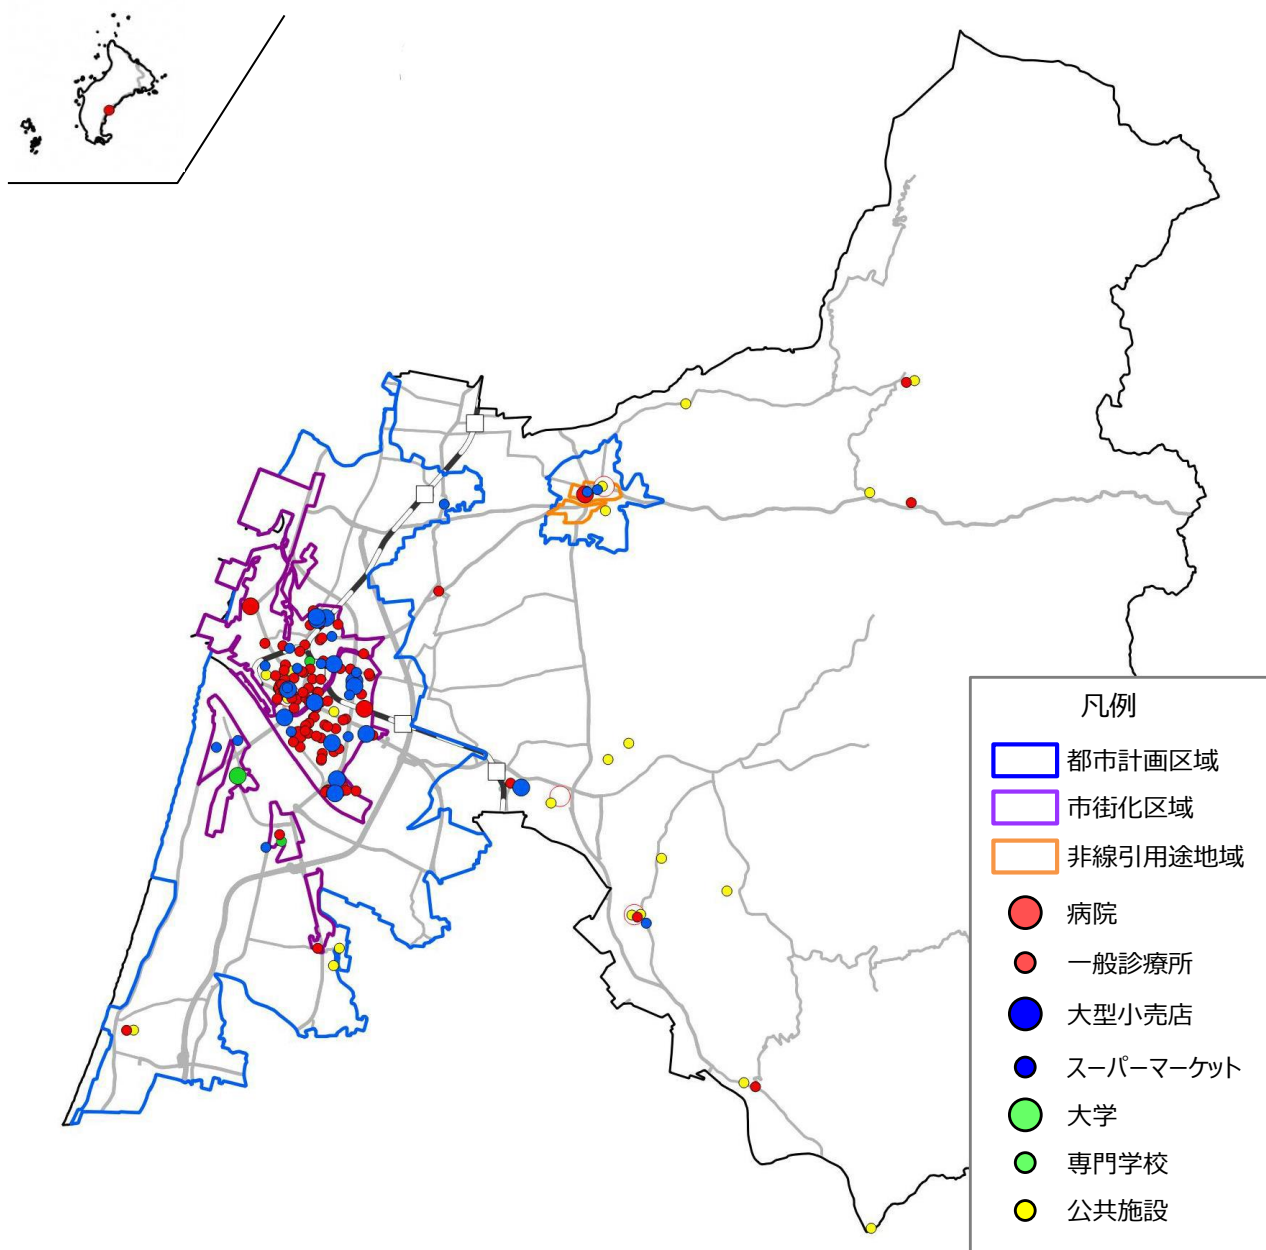 凡例
都市計画区域
市街化区域
非線引用途地域
病院
一般診療所
大型小売店
スーパーマーケット
大学
専門学校
公共施設